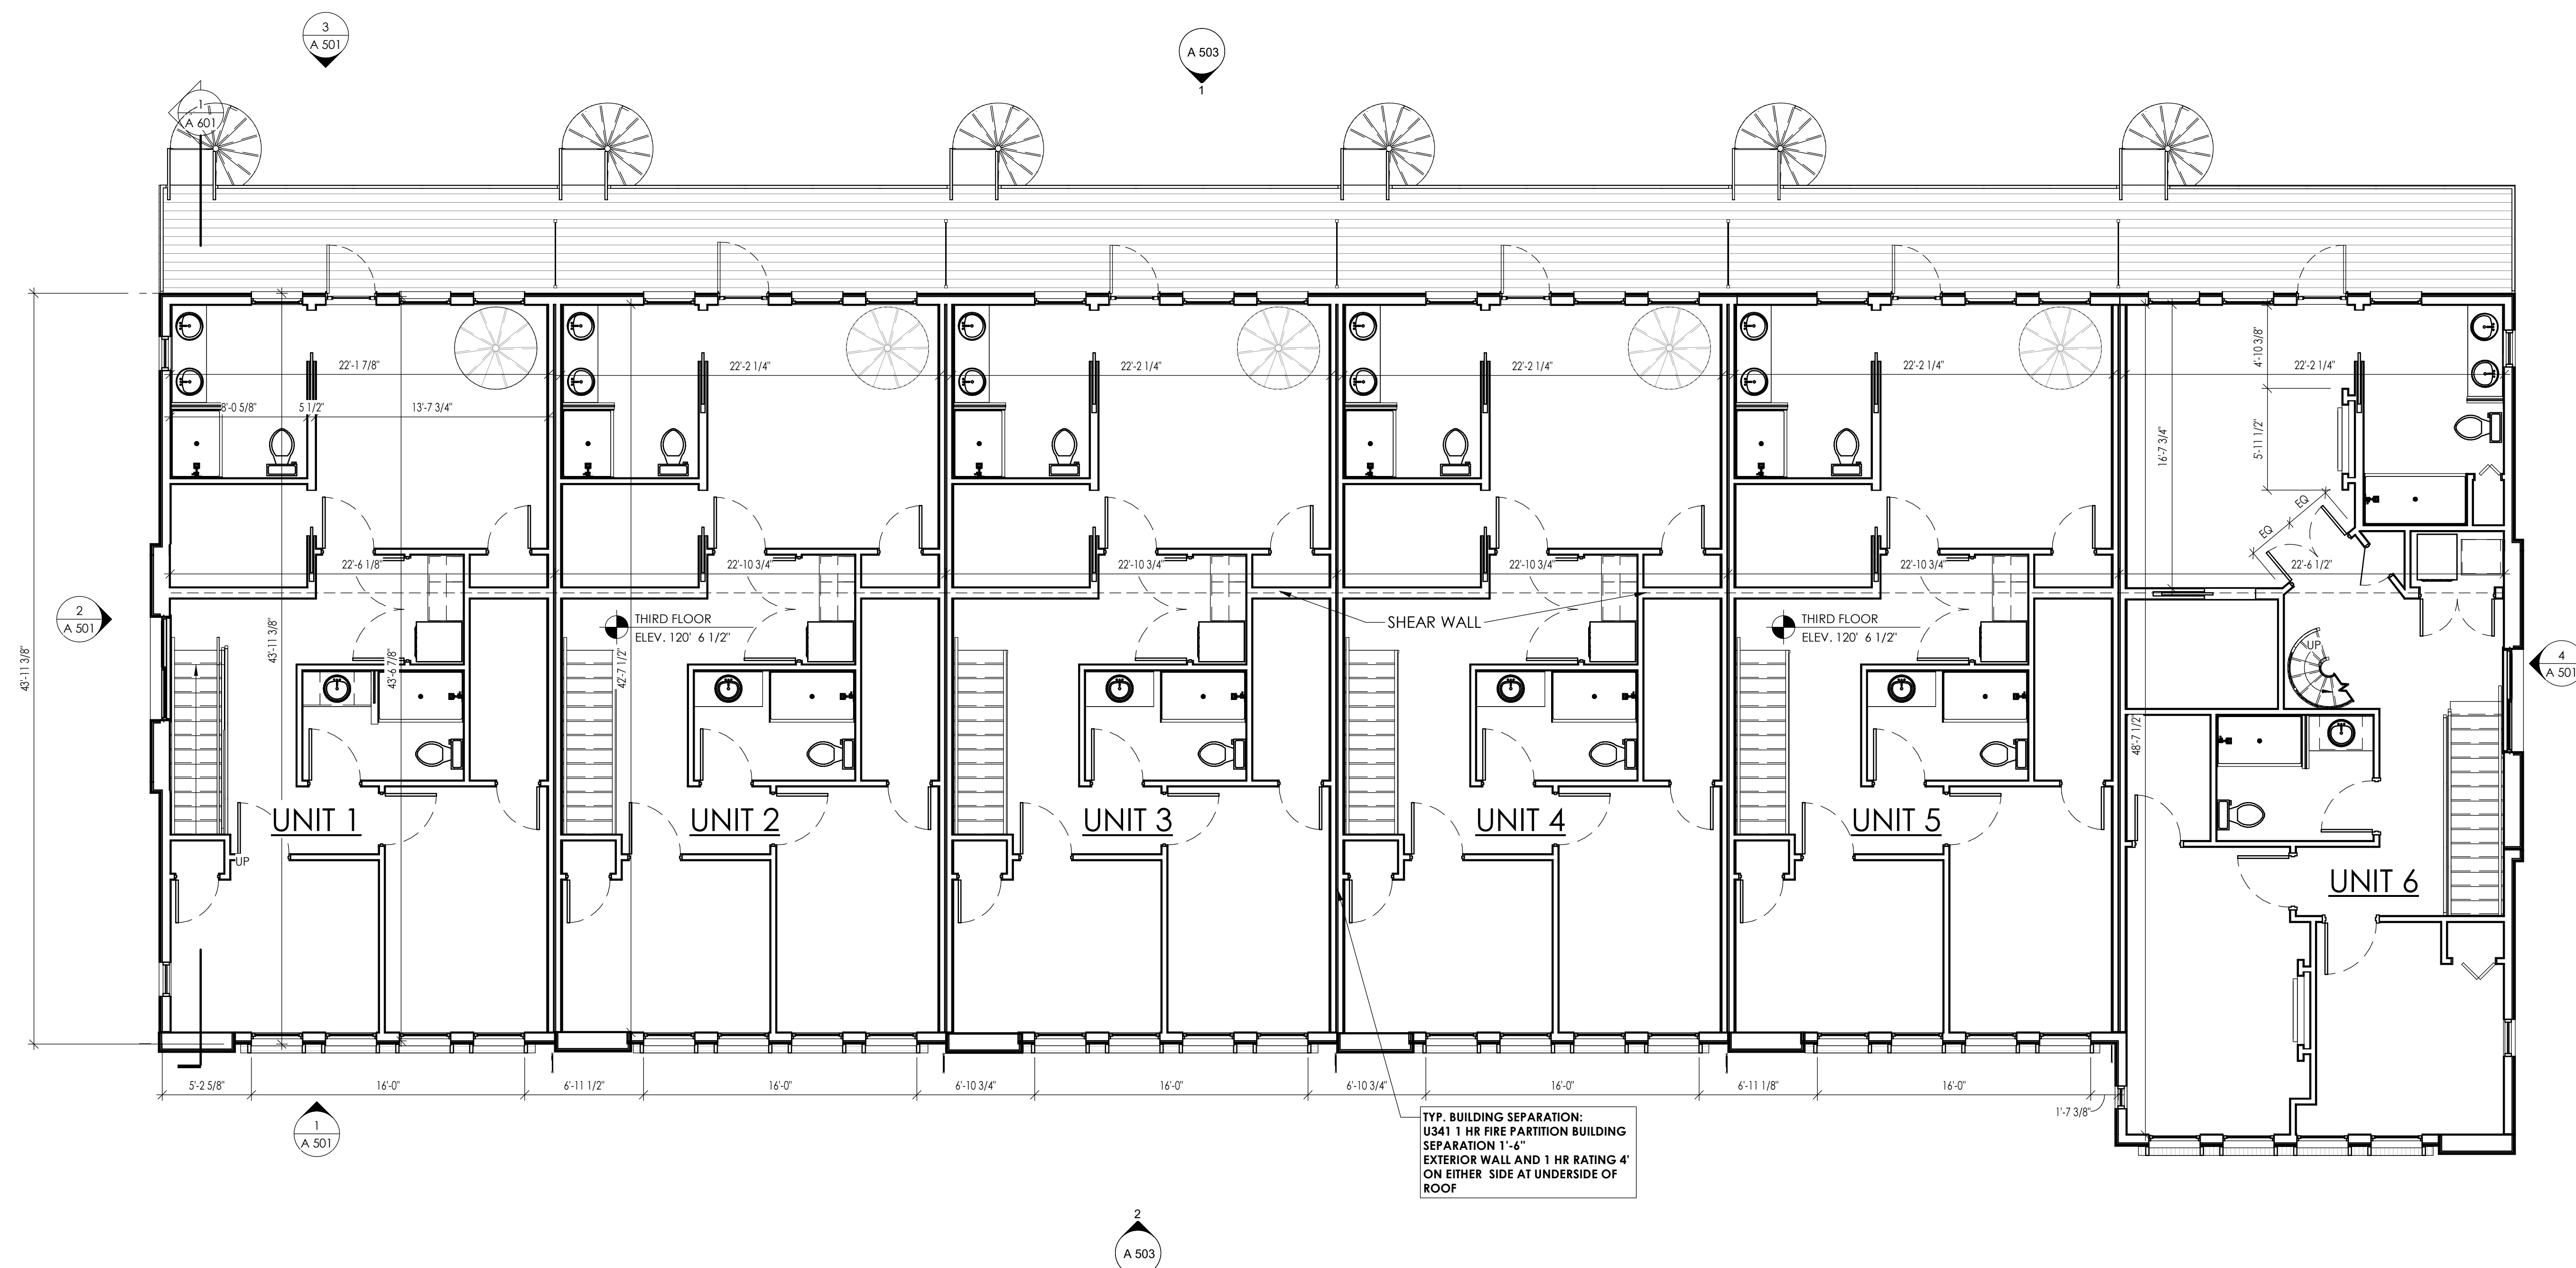 3
A 501
A 503
1
1
A 601
22'-1 7/8"
22'-2 1/4"
22'-2 1/4"
22'-2 1/4"
22'-2 1/4"
4'-10 3/8"
22'-2 1/4"
8'-0 5/8"
5 1/2"
13'-7 3/4"
16'-7 3/4"
5'-11 1/2"
EQ
EQ
22'-6 1/8"
22'-10 3/4"
22'-10 3/4"
22'-10 3/4"
22'-10 3/4"
22'-6 1/2"
2
A 501
THIRD FLOOR
ELEV. 120' 6 1/2"
SHEAR WALL
THIRD FLOOR
ELEV. 120' 6 1/2"
43'-11 3/8"
43'-11 3/8"
43'-6 7/8"
42'-7 1/2"
UP
4
A 501
48'-7 1/2"
UNIT 1
UNIT 2
UNIT 3
UNIT 4
UNIT 5
UP
UNIT 6
5'-2 5/8"
16'-0"
6'-11 1/2"
16'-0"
6'-10 3/4"
16'-0"
6'-10 3/4"
16'-0"
6'-11 1/8"
16'-0"
1'-7 3/8"
1
A 501
TYP. BUILDING SEPARATION:
U341 1 HR FIRE PARTITION BUILDING
SEPARATION 1'-6"
EXTERIOR WALL AND 1 HR RATING 4'
ON EITHER SIDE AT UNDERSIDE OF
ROOF
2
A 503